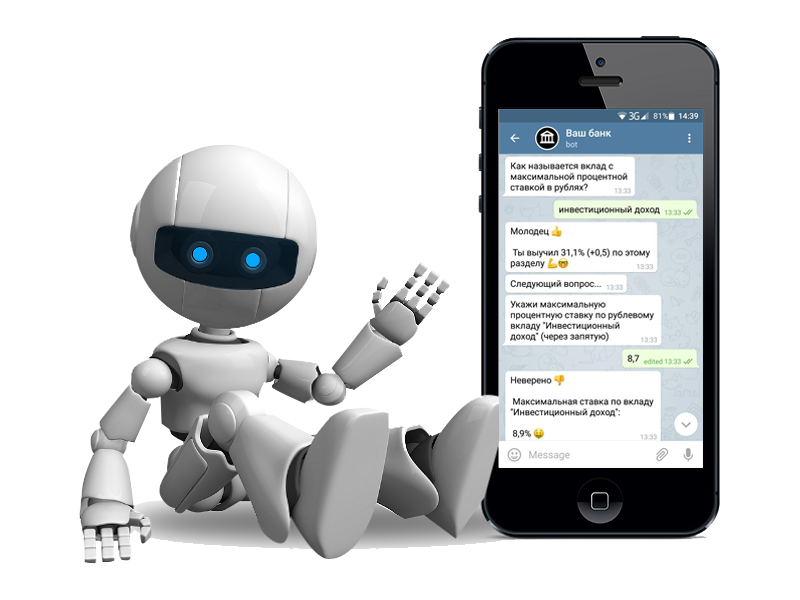 3G 81% 14:39
Ваш банк
bot
Как называется вклад с
максимальной процентной
ставкой в рублях?
13:33
инвестиционный доход 13:33
Молодец 👍
Ты выучил 31,1% (+0,5) по этому
разделу 💪🤓
13:33
Следующий вопрос... 13:33
Укажи максимальную
процентную ставку по рублевому
вкладу "Инвестиционный
доход" (через запятую) 13:33
8,7 edited 13:33
Неверено 👎
Максимальная ставка по вкладу
"Инвестиционный доход":
8,9% 😉 13:33
Message